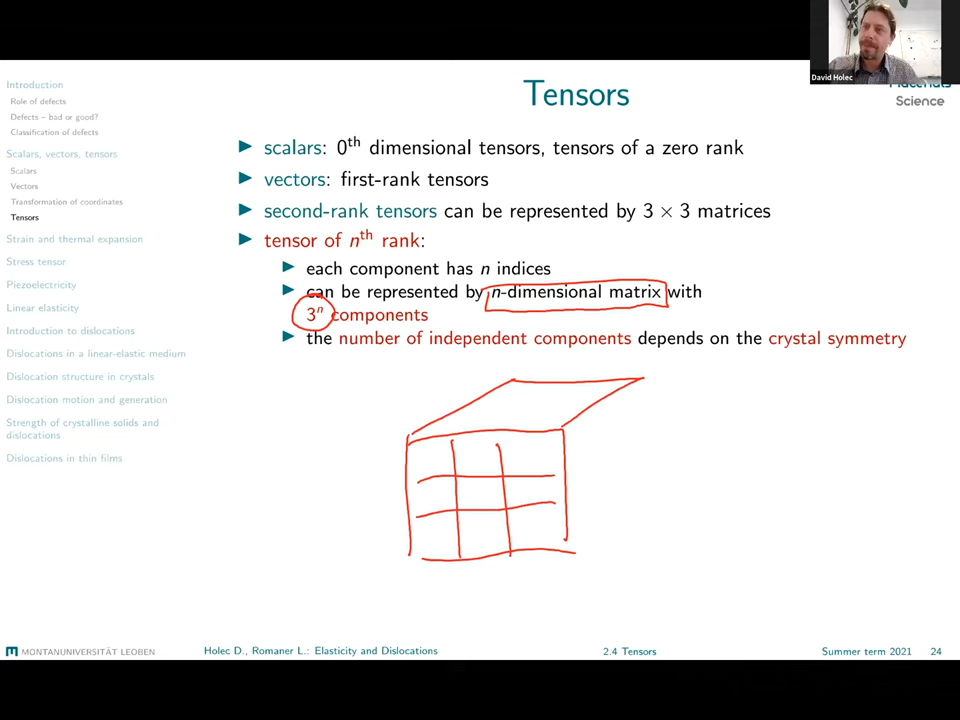 David Holec
Materials
Science
Introduction
Role of defects
Defects – bad or good?
Classification of defects
Scalars, vectors, tensors
Scalars
Vectors
Transformation of coordinates
Tensors
Strain and thermal expansion
Stress tensor
Piezoelectricity
Linear elasticity
Introduction to dislocations
Dislocations in a linear-elastic medium
Dislocation structure in crystals
Dislocation motion and generation
Strength of crystalline solids and
dislocations
Dislocations in thin films
Tensors
▶ scalars: 0th dimensional tensors, tensors of a zero rank
▶ vectors: first-rank tensors
▶ second-rank tensors can be represented by 3 × 3 matrices
▶ tensor of nth rank:
▶ each component has n indices
▶ can be represented by n-dimensional matrix with
3ⁿ components
▶ the number of independent components depends on the crystal symmetry
MONTANUNIVERSITÄT LEOBEN
Holec D., Romaner L.: Elasticity and Dislocations
2.4 Tensors
Summer term 2021
24